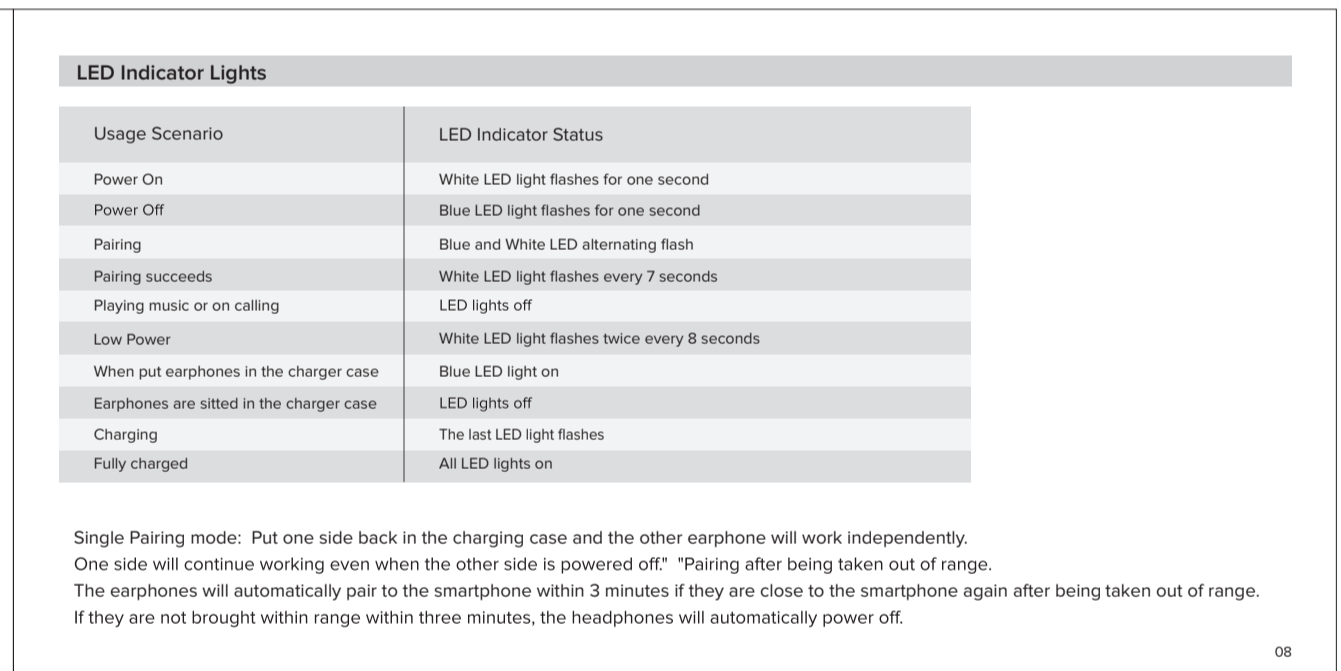 LED Indicator Lights
Usage Scenario LED Indicator Status
Power On White LED light flashes for one second
Power Off Blue LED light flashes for one second
Pairing Blue and White LED alternating flash
Pairing succeeds White LED light flashes every 7 seconds
Playing music or on calling LED lights off
Low Power White LED light flashes twice every 8 seconds
When put earphones in the charger case Blue LED light on
Earphones are sitted in the charger case LED lights off
Charging The last LED light flashes
Fully charged All LED lights on
Single Pairing mode: Put one side back in the charging case and the other earphone will work independently.
One side will continue working even when the other side is powered off." "Pairing after being taken out of range.
The earphones will automatically pair to the smartphone within 3 minutes if they are close to the smartphone again after being taken out of range.
If they are not brought within range within three minutes, the headphones will automatically power off.
08